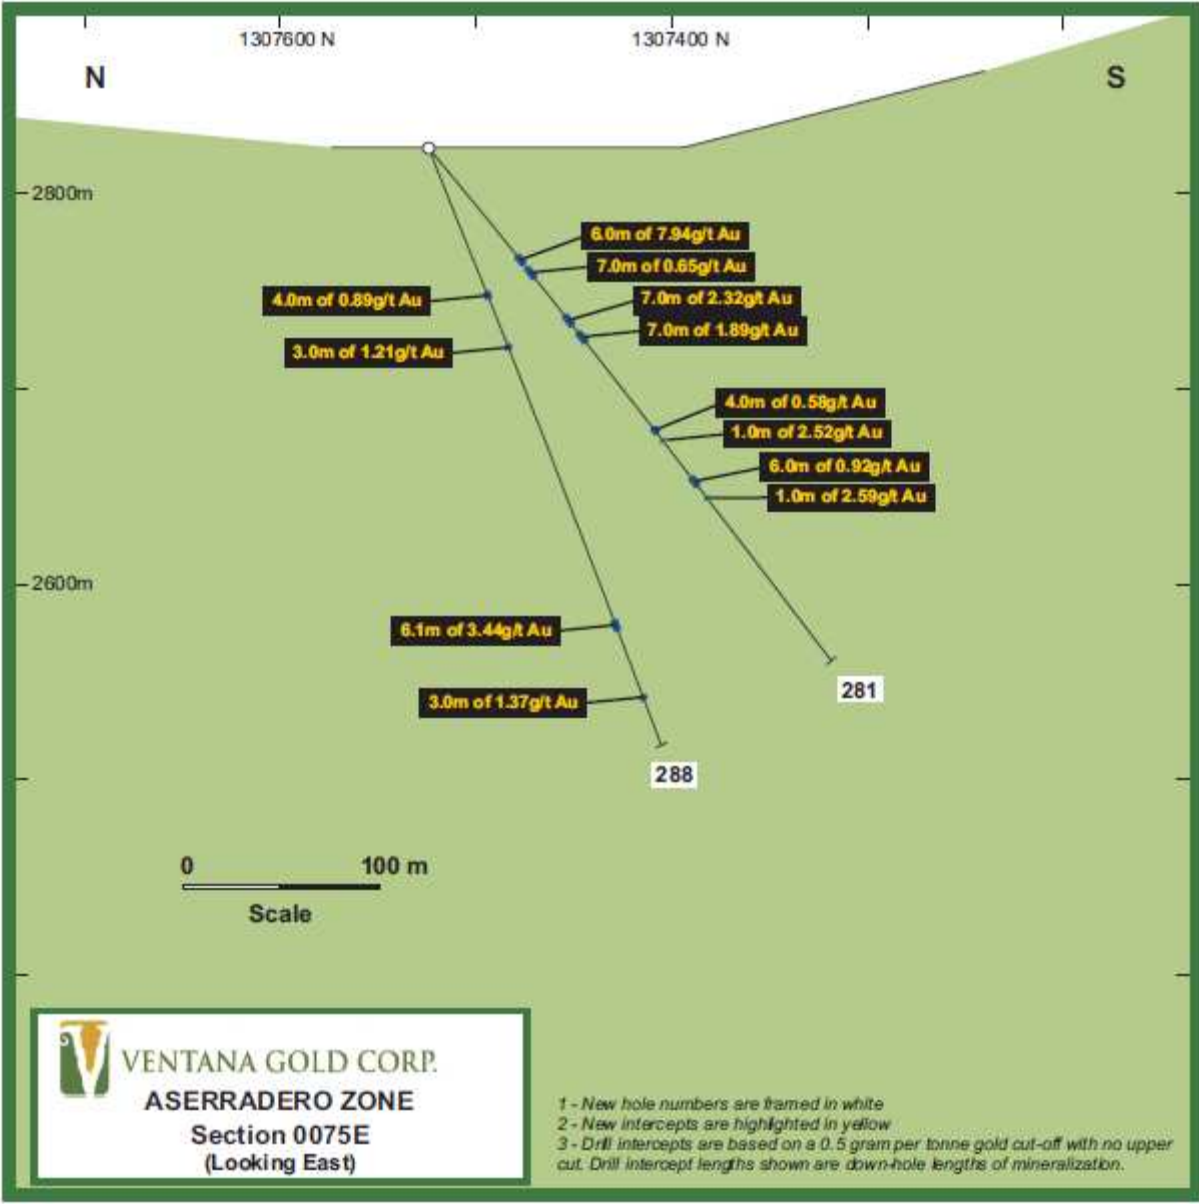 1307600 N
1307400 N
N
S
2800m
6.0m of 7.94g/t Au
7.0m of 0.65g/t Au
4.0m of 0.89g/t Au
7.0m of 2.32g/t Au
7.0m of 1.89g/t Au
3.0m of 1.21g/t Au
4.0m of 0.58g/t Au
1.0m of 2.52g/t Au
6.0m of 0.92g/t Au
1.0m of 2.59g/t Au
2600m
6.1m of 3.44g/t Au
281
3.0m of 1.37g/t Au
288
0 100 m
Scale
VENTANA GOLD CORP.
ASERRADERO ZONE
Section 0075E
(Looking East)
1 - New hole numbers are framed in white
2 - New intercepts are highlighted in yellow
3 - Drill intercepts are based on a 0.5 gram per tonne gold cut-off with no upper
cut. Drill intercept lengths shown are down-hole lengths of mineralization.